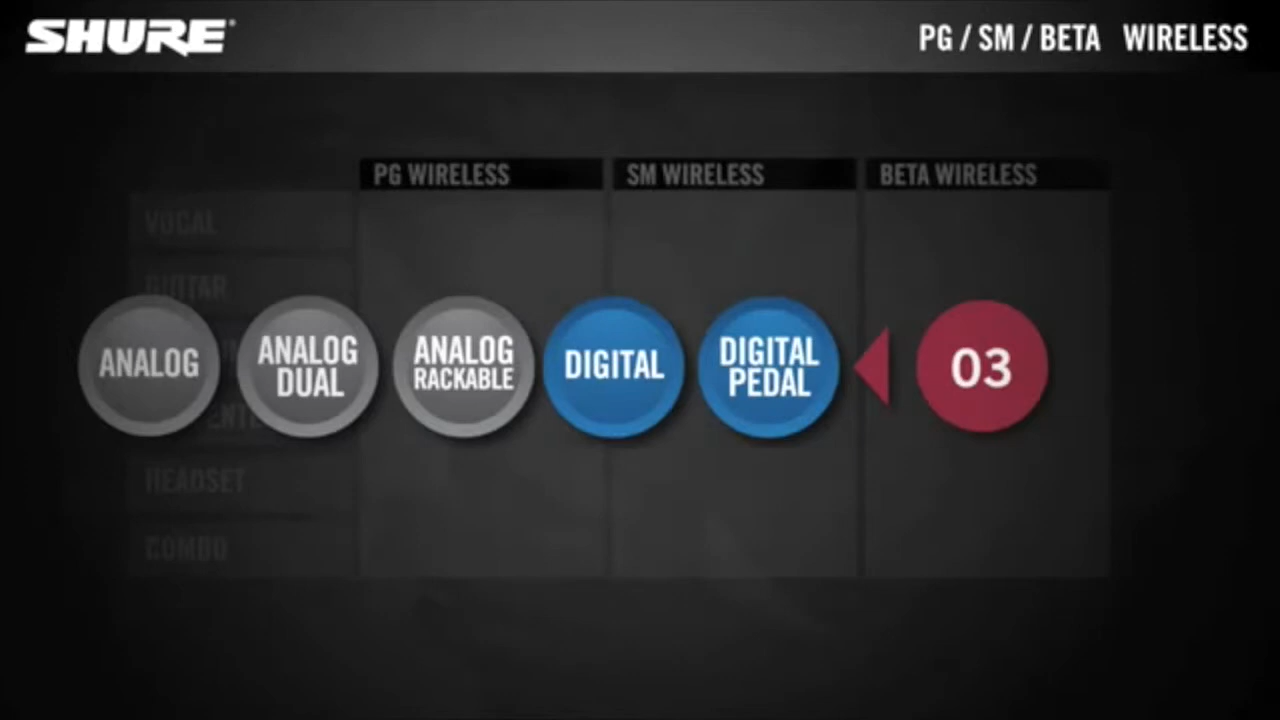 SHURE
PG / SM / BETA WIRELESS
PG WIRELESS
SM WIRELESS
BETA WIRELESS
VOCAL
GUITAR
ANALOG
ANALOG
DUAL
ANALOG
RACKABLE
DIGITAL
DIGITAL
PEDAL
03
HEADSET
COMBO